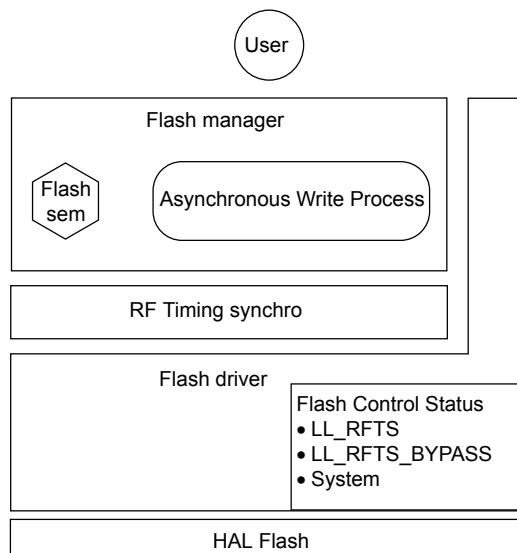 User
Flash manager
Flash
sem
Asynchronous Write Process
RF Timing synchro
Flash driver
Flash Control Status
• LL_RFTS
• LL_RFTS_BYPASS
• System
HAL Flash